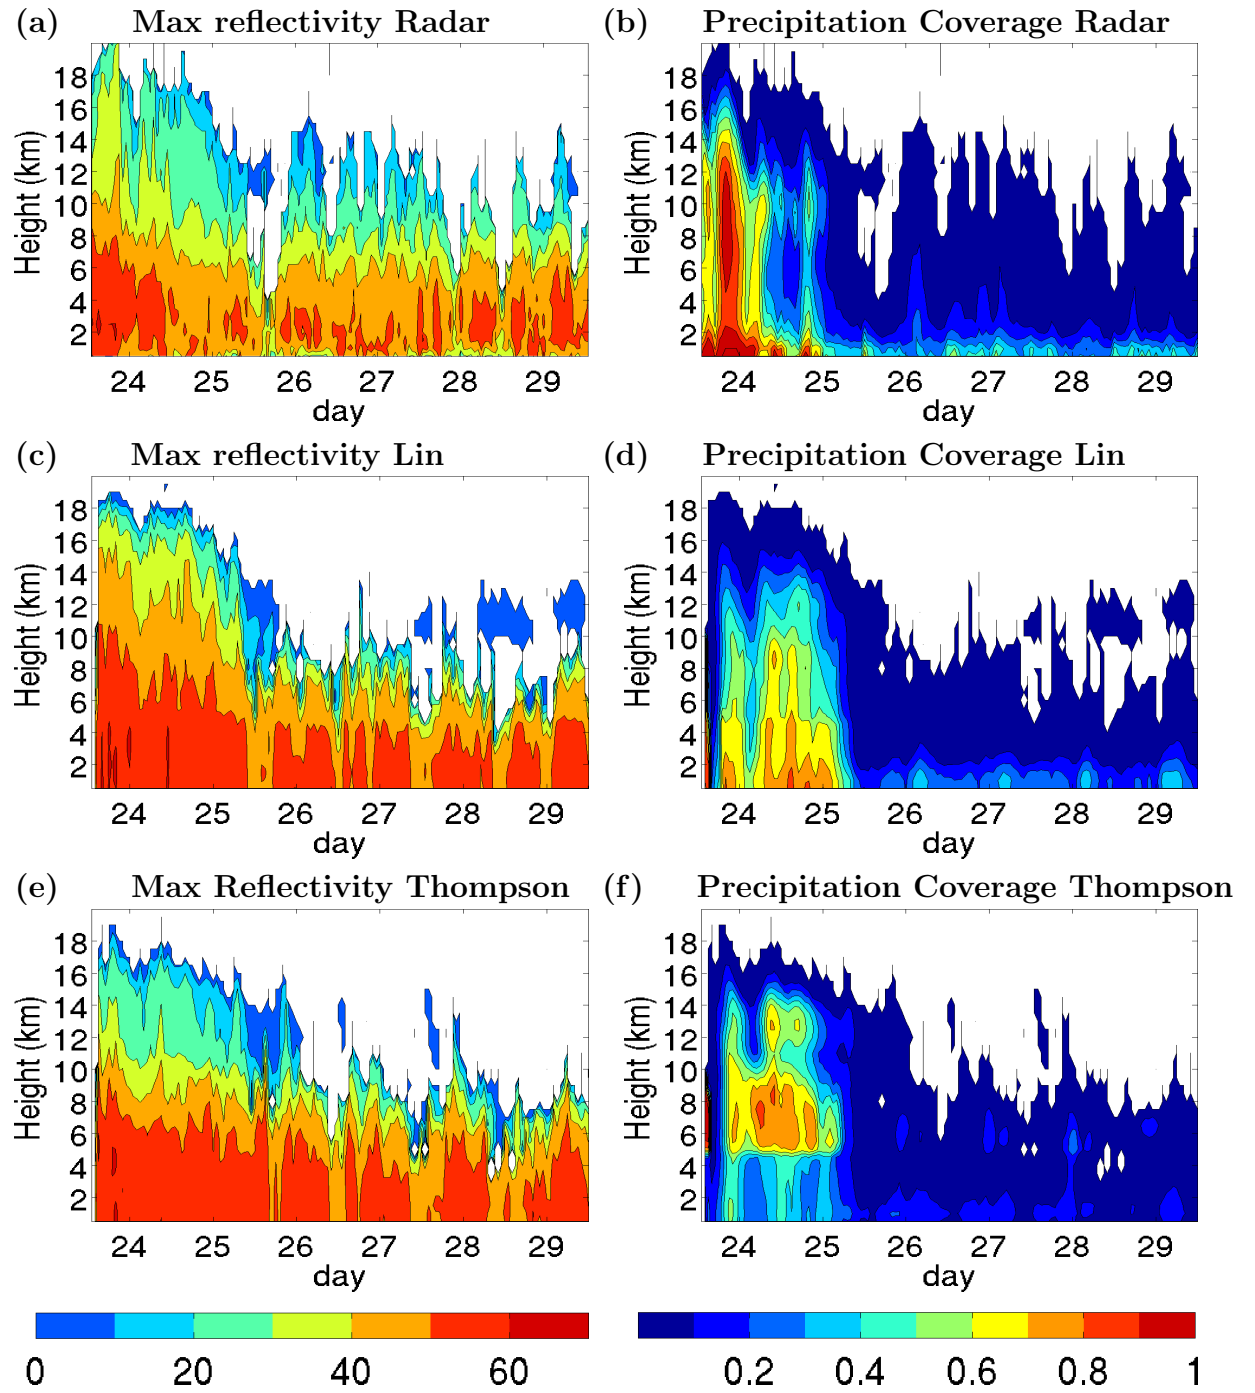 (a) Max reflectivity Radar
(b) Precipitation Coverage Radar
18
16
14
12
10
8
6
4
2
Height (km)
24 25 26 27 28 29
day
18
16
14
12
10
8
6
4
2
Height (km)
24 25 26 27 28 29
day
(c) Max reflectivity Lin
(d) Precipitation Coverage Lin
18
16
14
12
10
8
6
4
2
Height (km)
24 25 26 27 28 29
day
18
16
14
12
10
8
6
4
2
Height (km)
24 25 26 27 28 29
day
(e) Max Reflectivity Thompson
(f) Precipitation Coverage Thompson
18
16
14
12
10
8
6
4
2
Height (km)
24 25 26 27 28 29
day
18
16
14
12
10
8
6
4
2
Height (km)
24 25 26 27 28 29
day
0 20 40 60
0.2 0.4 0.6 0.8 1